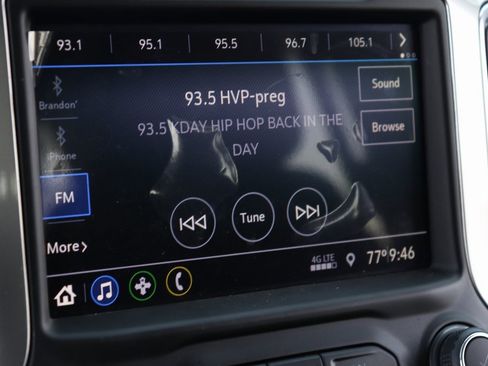 93.1 95.1 95.5 96.7 105.1
Brandon'
93.5 HVP-preg
Sound
93.5 KDAY HIP HOP BACK IN THE
DAY
Browse
iPhone
FM
Tune
More
4G LTE
77° 9:46